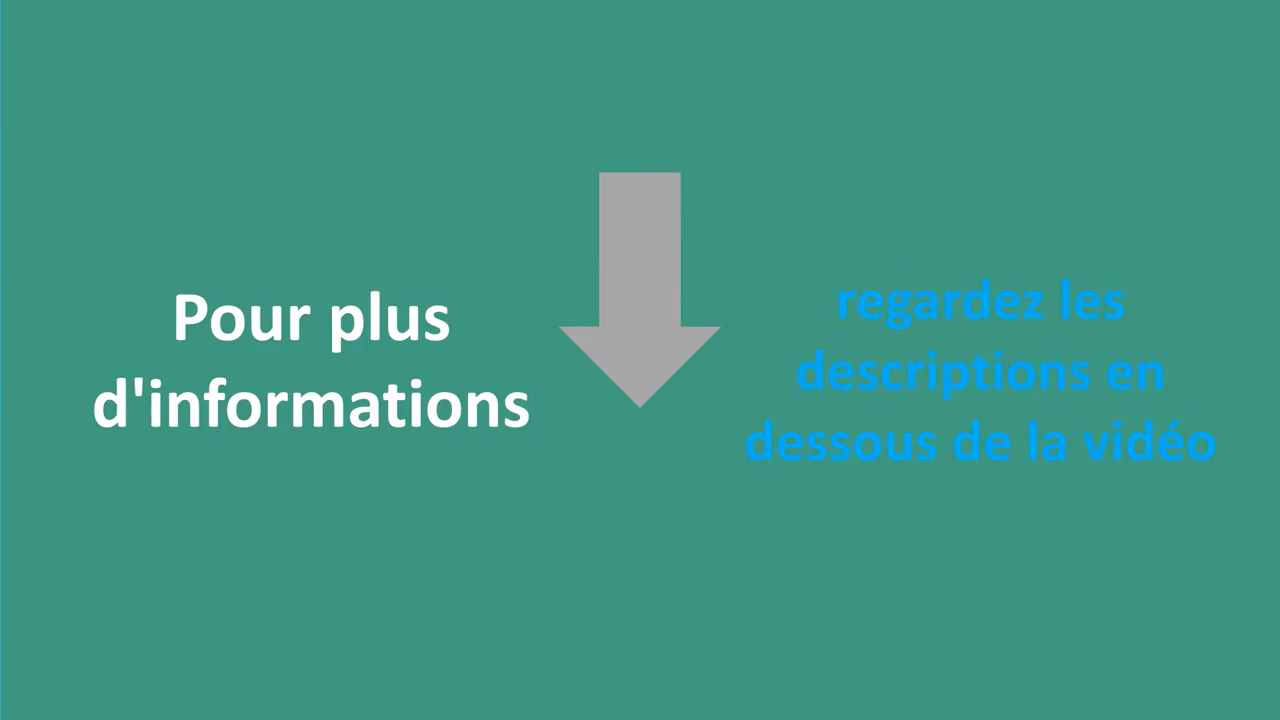 Pour plus
d'informations
regardez les
descriptions en
dessous de la vidéo